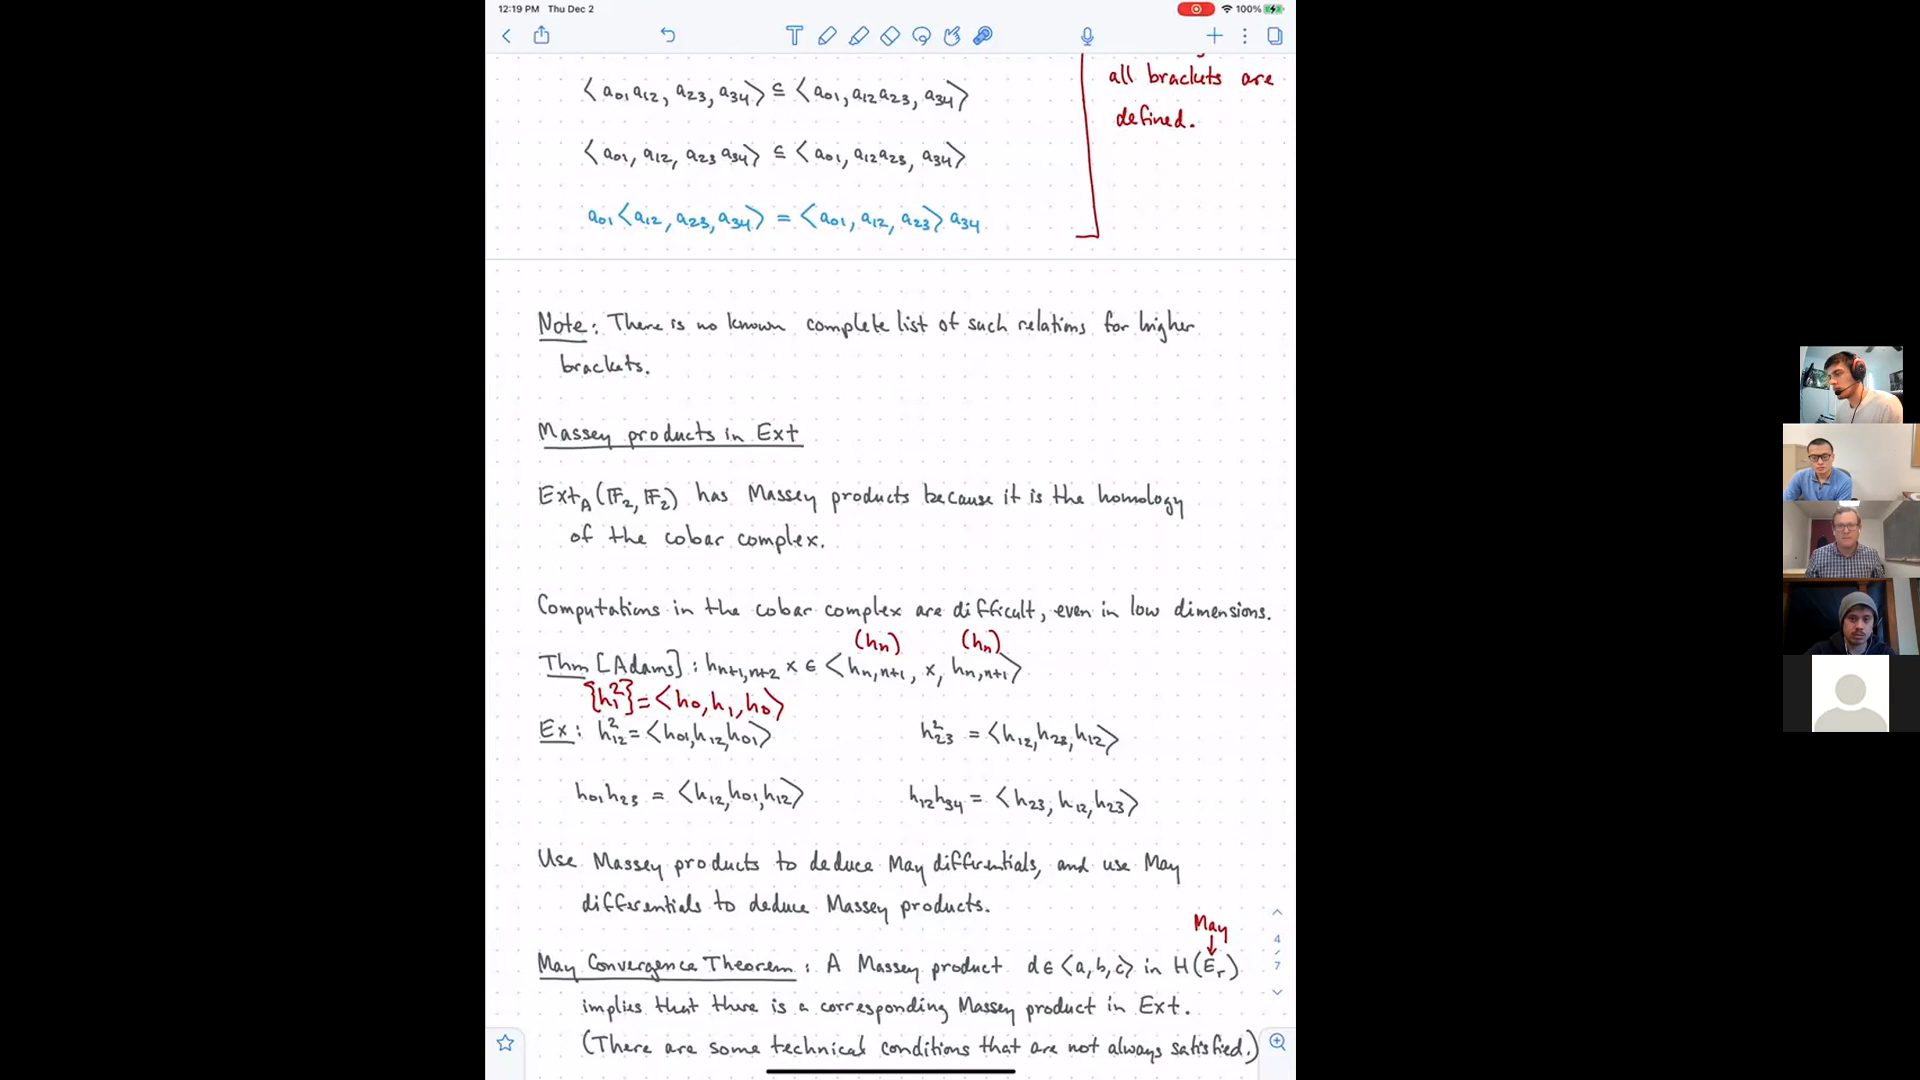 12:19 PM Thu Dec 2
100%
all brackets are
defined.
⟨a01a12, a23, a34⟩ ⊆ ⟨a01, a12a23, a34⟩
⟨a01, a12, a23a34⟩ ⊆ ⟨a01, a12a23, a34⟩
a01⟨a12, a23, a34⟩ = ⟨a01, a12, a23⟩a34
Note: There is no known complete list of such relations for higher
brackets.
Massey products in Ext
Ext_A(𝔽₂, 𝔽₂) has Massey products because it is the homology
of the cobar complex.
Computations in the cobar complex are difficult, even in low dimensions.
(hn) (hn)
Thm [Adams]: hn+1,n+2 x ∈ ⟨hn,n+1, x, hn,n+1⟩
{h₁²} = ⟨h0, h1, h0⟩
Ex: h12² = ⟨h01, h12, h01⟩ h23² = ⟨h12, h23, h12⟩
h01h23 = ⟨h12, h01, h12⟩ h12h34 = ⟨h23, h12, h23⟩
Use Massey products to deduce May differentials, and use May
differentials to deduce Massey products.
May
↓
May Convergence Theorem: A Massey product d ∈ ⟨a, b, c⟩ in H(Er)
implies that there is a corresponding Massey product in Ext.
(There are some technical conditions that are not always satisfied.)
4
7